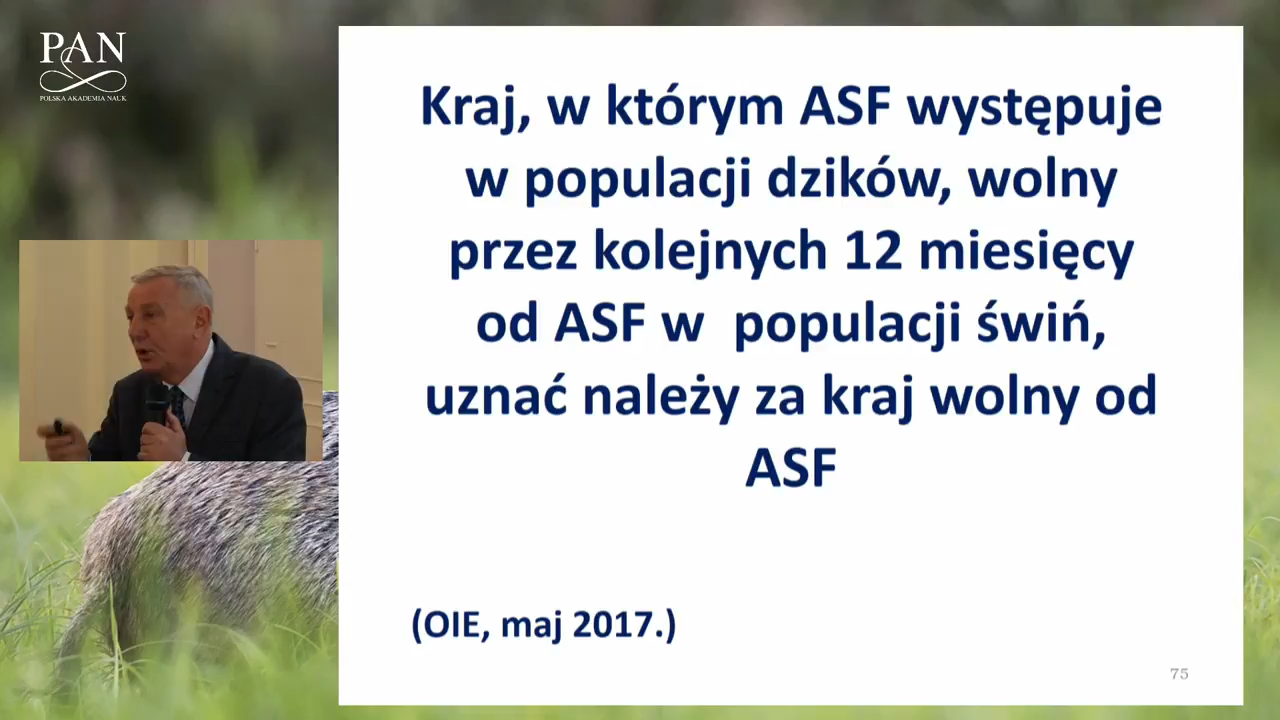 PAN
POLSKA AKADEMIA NAUK
Kraj, w którym ASF występuje
w populacji dzików, wolny
przez kolejnych 12 miesięcy
od ASF w populacji świń,
uznać należy za kraj wolny od
ASF
(OIE, maj 2017.)
75